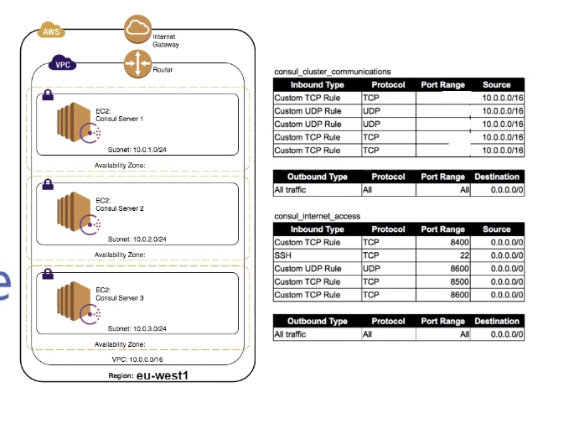 AWS
Internet
Gateway
VPC
Router
EC2:
Consul Server 1
Subnet: 10.0.1.0/24
Availability Zone:
EC2:
Consul Server 2
Subnet: 10.0.2.0/24
Availability Zone:
EC2:
Consul Server 3
Subnet: 10.0.3.0/24
Availability Zone:
VPC: 10.0.0.0/16
Region: eu-west1
e
consul_cluster_communications
Inbound Type Protocol Port Range Source
Custom TCP Rule TCP 10.0.0.0/16
Custom UDP Rule UDP 10.0.0.0/16
Custom UDP Rule UDP 10.0.0.0/16
Custom TCP Rule TCP 10.0.0.0/16
Custom TCP Rule TCP 10.0.0.0/16
Outbound Type Protocol Port Range Destination
All traffic All All 0.0.0.0/0
consul_internet_access
Inbound Type Protocol Port Range Source
Custom TCP Rule TCP 8400 0.0.0.0/0
SSH TCP 22 0.0.0.0/0
Custom UDP Rule UDP 8600 0.0.0.0/0
Custom TCP Rule TCP 8500 0.0.0.0/0
Custom TCP Rule TCP 8600 0.0.0.0/0
Outbound Type Protocol Port Range Destination
All traffic All All 0.0.0.0/0